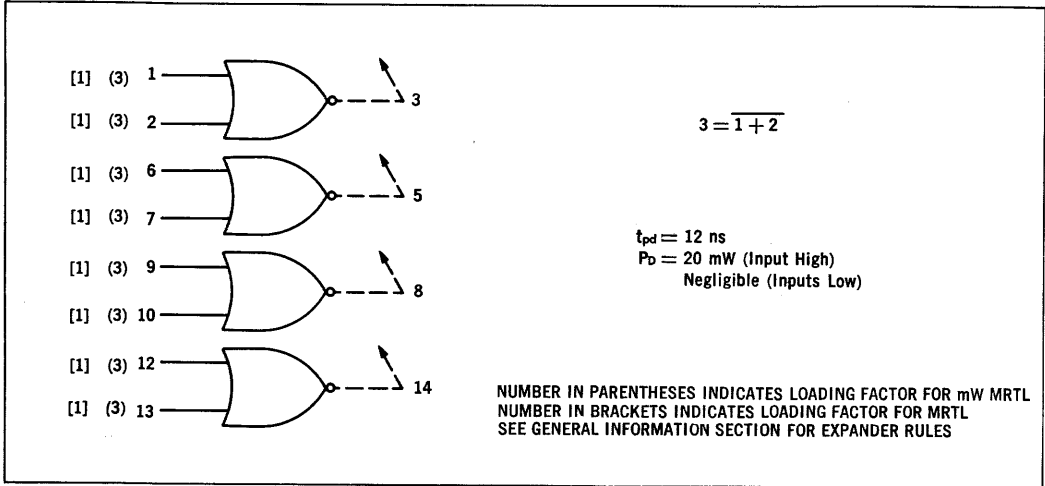 [1] (3) 1
3
[1] (3) 2
3 = \overline{1 + 2}
[1] (3) 6
5
[1] (3) 7
[1] (3) 9
8
[1] (3) 10
tpd = 12 ns
PD = 20 mW (Input High)
Negligible (Inputs Low)
[1] (3) 12
14
[1] (3) 13
NUMBER IN PARENTHESES INDICATES LOADING FACTOR FOR mW MRTL
NUMBER IN BRACKETS INDICATES LOADING FACTOR FOR MRTL
SEE GENERAL INFORMATION SECTION FOR EXPANDER RULES